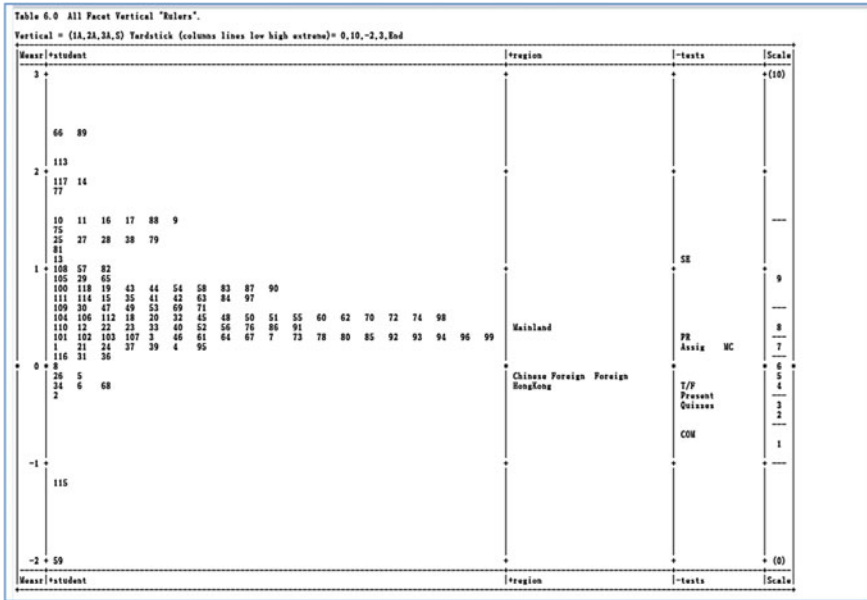 Table 6.0 All Facet Vertical "Rulers".
Vertical = (1A,2A,3A,S) Yardstick (columns lines low high extreme)= 0,10,-2,3,End
|Measr|+student |+region |-tests |Scale|
3 + + + +(10)
66 89
113
2 + + + +
117 14
77
10 11 16 17 88 9 ---
75
25 27 28 38 79
81
13 SE
1 + 108 57 82 + + +
105 29 65 9
100 118 19 43 44 54 58 83 87 90
111 114 15 35 41 42 63 84 97
109 30 47 49 53 69 71 ---
104 106 112 18 20 32 45 48 50 51 55 60 62 70 72 74 98
110 12 22 23 33 40 52 56 76 86 91 Mainland 8
101 102 103 107 3 46 61 64 67 7 73 78 80 85 92 93 94 96 99 PR ---
1 21 24 37 39 4 95 Assig MC 7
116 31 36 ---
* 0 * 8 * * * 6 *
26 5 Chinese Foreign Foreign 5
34 6 68 HongKong T/F 4
2 Present ---
Quizzes 3
2
---
COM
1
-1 + + + + ---
115
-2 + 59 + + + (0)
|Measr|+student |+region |-tests |Scale|